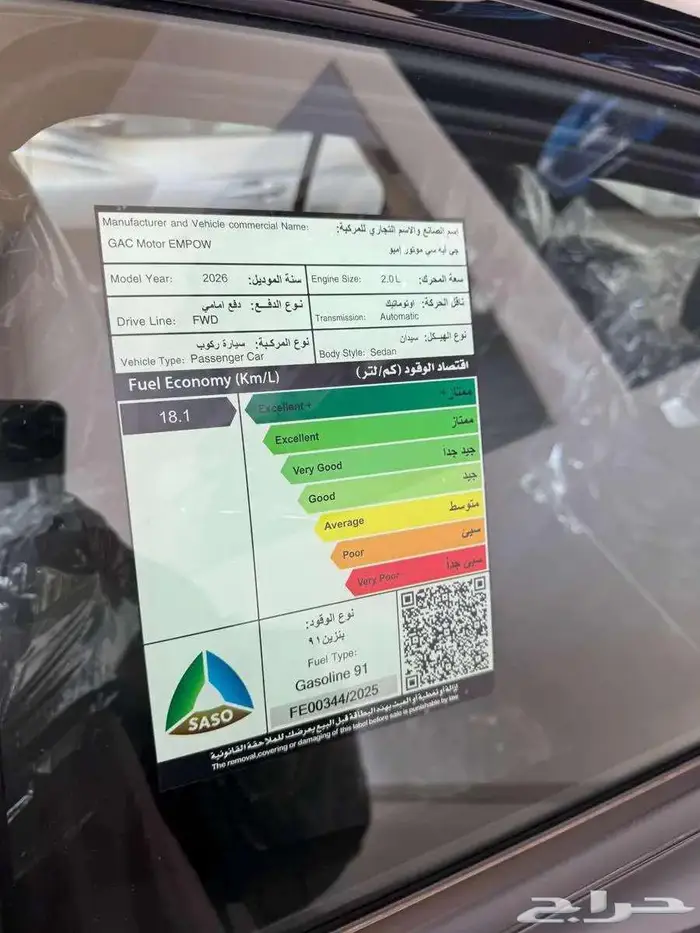 Manufacturer and Vehicle commercial Name: إسم الصانع والاسم التجاري للمركبة:
GAC Motor EMPOW جي ايه سي موتور إمبو
Model Year: 2026 سنة الموديل:
Engine Size: 2.0 L سعة المحرك:
نوع الدفع: دفع امامي
Drive Line: FWD
ناقل الحركة: اوتوماتيك
Transmission: Automatic
نوع المركبة: سيارة ركوب
Vehicle Type: Passenger Car
نوع الهيكل: سيدان
Body Style: Sedan
Fuel Economy (Km/L) اقتصاد الوقود (كم/لتر)
18.1
Excellent+ ممتاز +
Excellent ممتاز
Very Good جيد جداً
Good جيد
Average متوسط
Poor سيئ
Very Poor سيئ جداً
نوع الوقود:
بنزين ٩١
Fuel Type:
Gasoline 91
FE00344/2025
SASO
إزالة أو تغطية أو العبث بهذه البطاقة قبل البيع يعرضك للملاحقة القانونية
The removal,covering or damaging of this label before sale is punishable by law
حراج